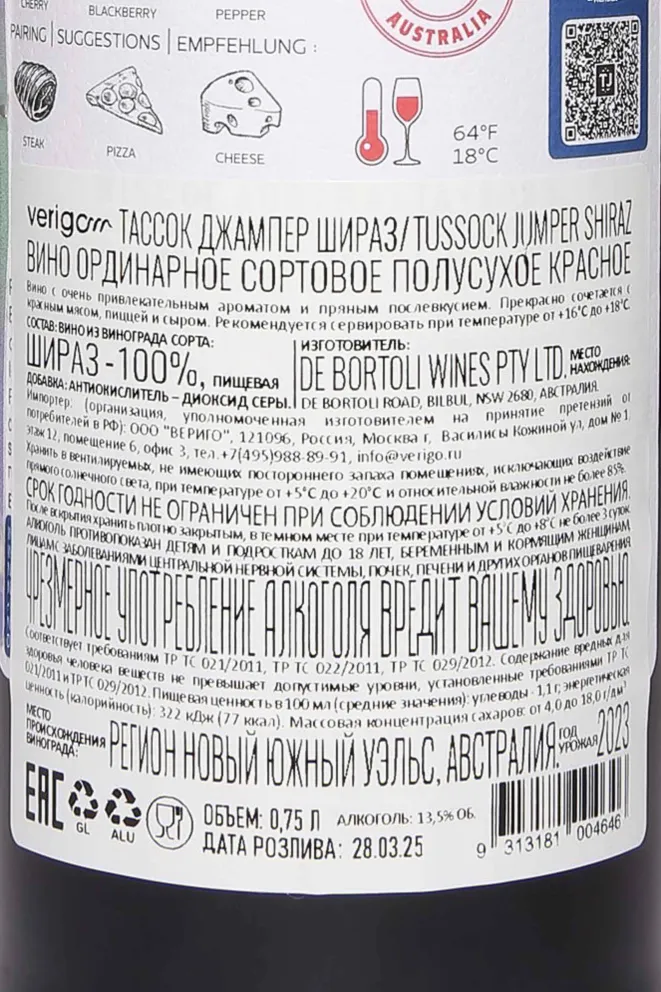 CHERRY BLACKBERRY PEPPER
PAIRING | SUGGESTIONS | EMPFEHLUNG :
AUSTRALIA
STEAK PIZZA CHEESE
64°F
18°C
TJ
verigo ТАССОК ДЖАМПЕР ШИРАЗ/TUSSOCK JUMPER SHIRAZ
ВИНО ОРДИНАРНОЕ СОРТОВОЕ ПОЛУСУХОЕ КРАСНОЕ
Вино с очень привлекательным ароматом и пряным послевкусием. Прекрасно сочетается с
красным мясом, пиццей и сыром. Рекомендуется сервировать при температуре от +16°С до +18°С.
СОСТАВ: ВИНО ИЗ ВИНОГРАДА СОРТА:
ШИРАЗ - 100%, ПИЩЕВАЯ
ДОБАВКА: АНТИОКИСЛИТЕЛЬ – ДИОКСИД СЕРЫ.
ИЗГОТОВИТЕЛЬ:
DE BORTOLI WINES PTY LTD. МЕСТО НАХОЖДЕНИЯ:
DE BORTOLI ROAD, BILBUL, NSW 2680, АВСТРАЛИЯ.
Импортер: (организация, уполномоченная изготовителем на принятие претензий от
потребителей в РФ): ООО "ВЕРИГО", 121096, Россия, Москва г, Василисы Кожиной ул, дом № 1,
этаж 12, помещение 6, офис 3, тел.+7(495)988-89-91, info@verigo.ru
Хранить в вентилируемых, не имеющих постороннего запаха помещениях, исключающих воздействие
прямого солнечного света, при температуре от +5°С до +20°С и относительной влажности не более 85%.
СРОК ГОДНОСТИ НЕ ОГРАНИЧЕН ПРИ СОБЛЮДЕНИИ УСЛОВИЙ ХРАНЕНИЯ.
После вскрытия хранить плотно закрытым, в темном месте при температуре от +5°С до +8°С не более 3 суток.
АЛКОГОЛЬ ПРОТИВОПОКАЗАН ДЕТЯМ И ПОДРОСТКАМ ДО 18 ЛЕТ, БЕРЕМЕННЫМ И КОРМЯЩИМ ЖЕНЩИНАМ,
ЛИЦАМ С ЗАБОЛЕВАНИЯМИ ЦЕНТРАЛЬНОЙ НЕРВНОЙ СИСТЕМЫ, ПОЧЕК, ПЕЧЕНИ И ДРУГИХ ОРГАНОВ ПИЩЕВАРЕНИЯ
ЧРЕЗМЕРНОЕ УПОТРЕБЛЕНИЕ АЛКОГОЛЯ ВРЕДИТ ВАШЕМУ ЗДОРОВЬЮ.
Соответствует требованиям ТР ТС 021/2011, ТР ТС 022/2011, ТР ТС 029/2012. Содержание вредных для
здоровья человека веществ не превышает допустимые уровни, установленные требованиями ТР ТС
021/2011 и ТР ТС 029/2012. Пищевая ценность в 100 мл (средние значения): углеводы - 1,1 г; энергетическая
ценность (калорийность): 322 кДж (77 ккал). Массовая концентрация сахаров: от 4,0 до 18,0 г/дм³
МЕСТО ПРОИСХОЖДЕНИЯ ВИНОГРАДА: РЕГИОН НОВЫЙ ЮЖНЫЙ УЭЛЬС, АВСТРАЛИЯ. ГОД УРОЖАЯ 2023
EAC GL ALU
ОБЪЕМ: 0,75 Л АЛКОГОЛЬ: 13,5% ОБ.
ДАТА РОЗЛИВА: 28.03.25
9 313181 004646